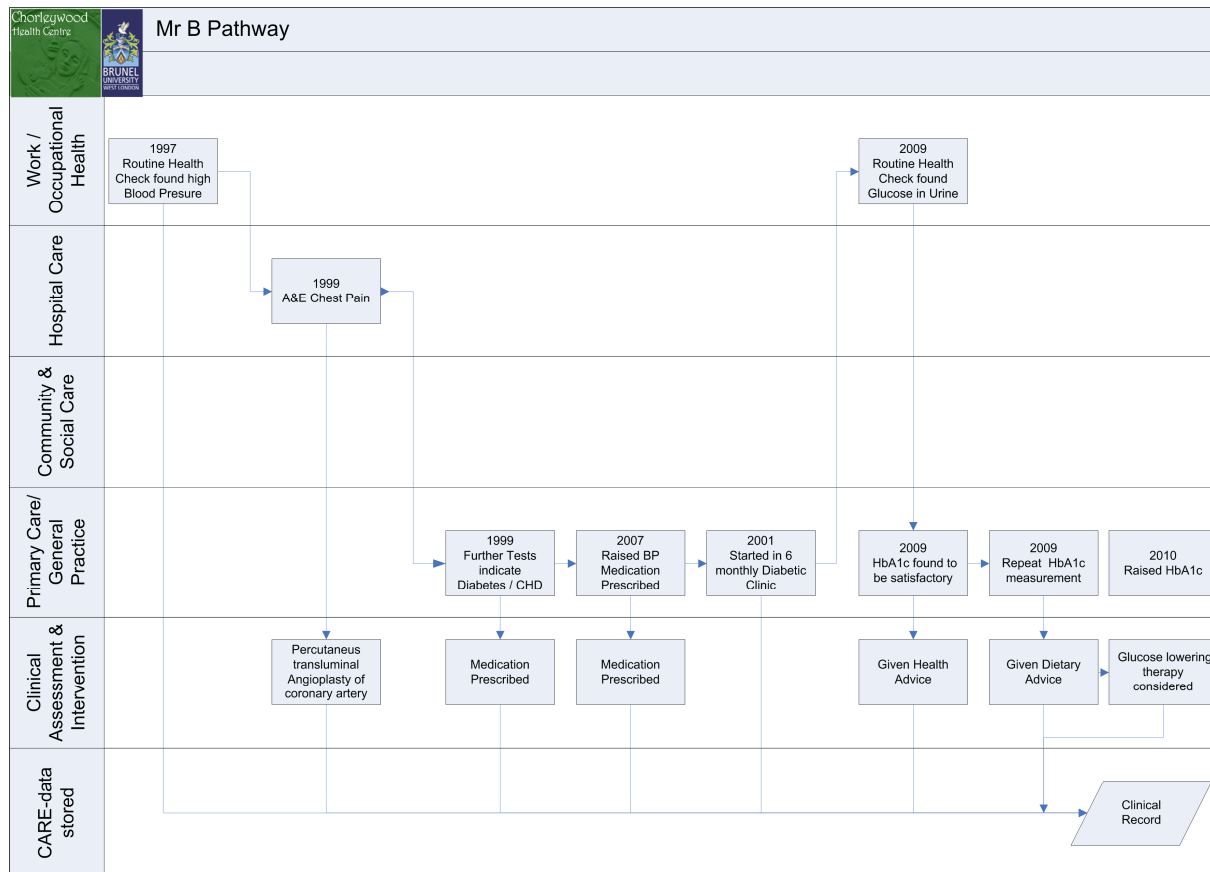 Chorleywood
Health Centre
BRUNEL
UNIVERSITY
WEST LONDON
Mr B Pathway
Work /
Occupational
Health
1997
Routine Health
Check found high
Blood Presure
2009
Routine Health
Check found
Glucose in Urine
Hospital Care
1999
A&E Chest Pain
Community &
Social Care
Primary Care/
General
Practice
1999
Further Tests
indicate
Diabetes / CHD
2007
Raised BP
Medication
Prescribed
2001
Started in 6
monthly Diabetic
Clinic
2009
HbA1c found to
be satisfactory
2009
Repeat HbA1c
measurement
2010
Raised HbA1c
Clinical
Assessment &
Intervention
Percutaneus
transluminal
Angioplasty of
coronary artery
Medication
Prescribed
Medication
Prescribed
Given Health
Advice
Given Dietary
Advice
Glucose lowering
therapy
considered
CARE-data
stored
Clinical
Record